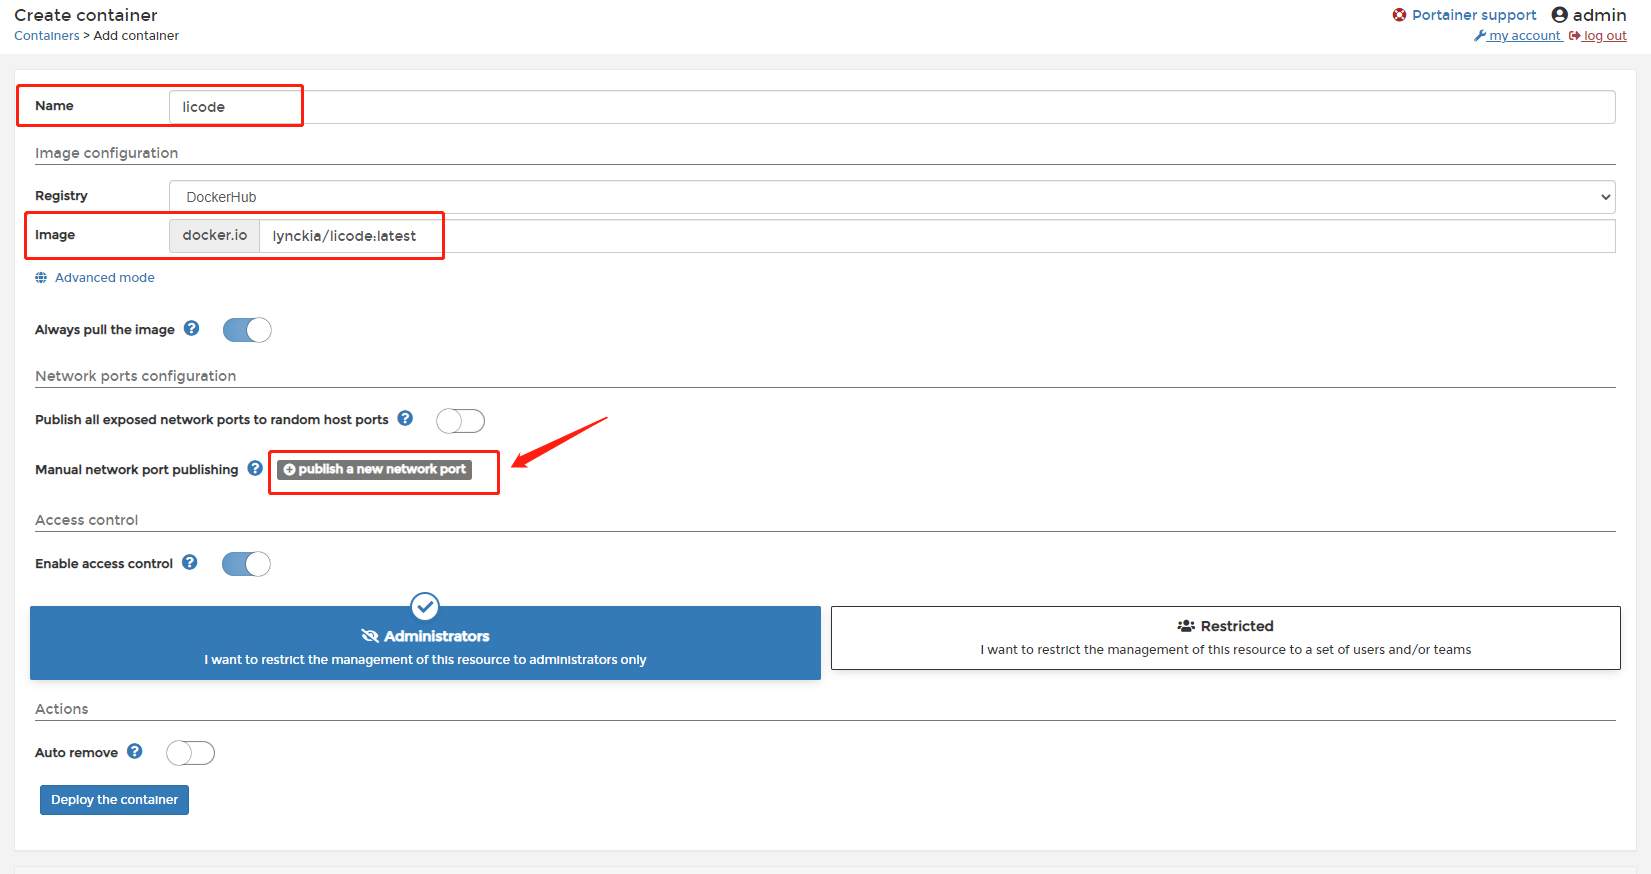 Create container
Portainer support admin
Containers > Add container
my account log out
Name licode
Image configuration
Registry DockerHub
Image docker.io lynckia/licode:latest
Advanced mode
Always pull the image ?
Network ports configuration
Publish all exposed network ports to random host ports ?
Manual network port publishing ? publish a new network port
Access control
Enable access control ?
Administrators
I want to restrict the management of this resource to administrators only
Restricted
I want to restrict the management of this resource to a set of users and/or teams
Actions
Auto remove ?
Deploy the container